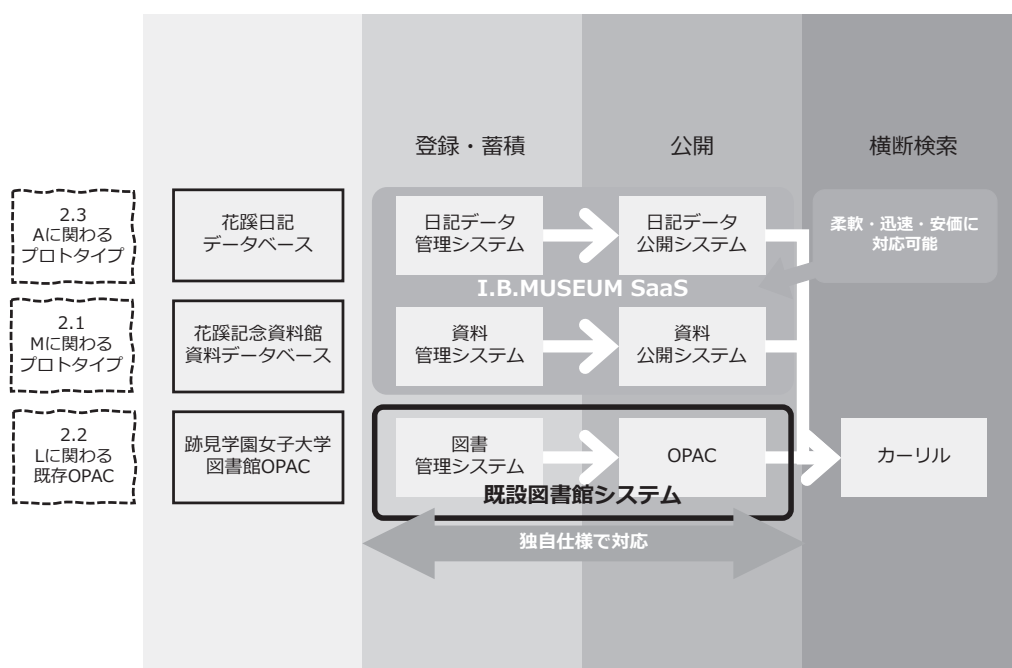 登録・蓄積
公開
横断検索
2.3
Aに関わる
プロトタイプ
花蹊日記
データベース
日記データ
管理システム
日記データ
公開システム
柔軟・迅速・安価に
対応可能
I.B.MUSEUM SaaS
2.1
Mに関わる
プロトタイプ
花蹊記念資料館
資料データベース
資料
管理システム
資料
公開システム
2.2
Lに関わる
既存OPAC
跡見学園女子大学
図書館OPAC
図書
管理システム
OPAC
カーリル
既設図書館システム
独自仕様で対応